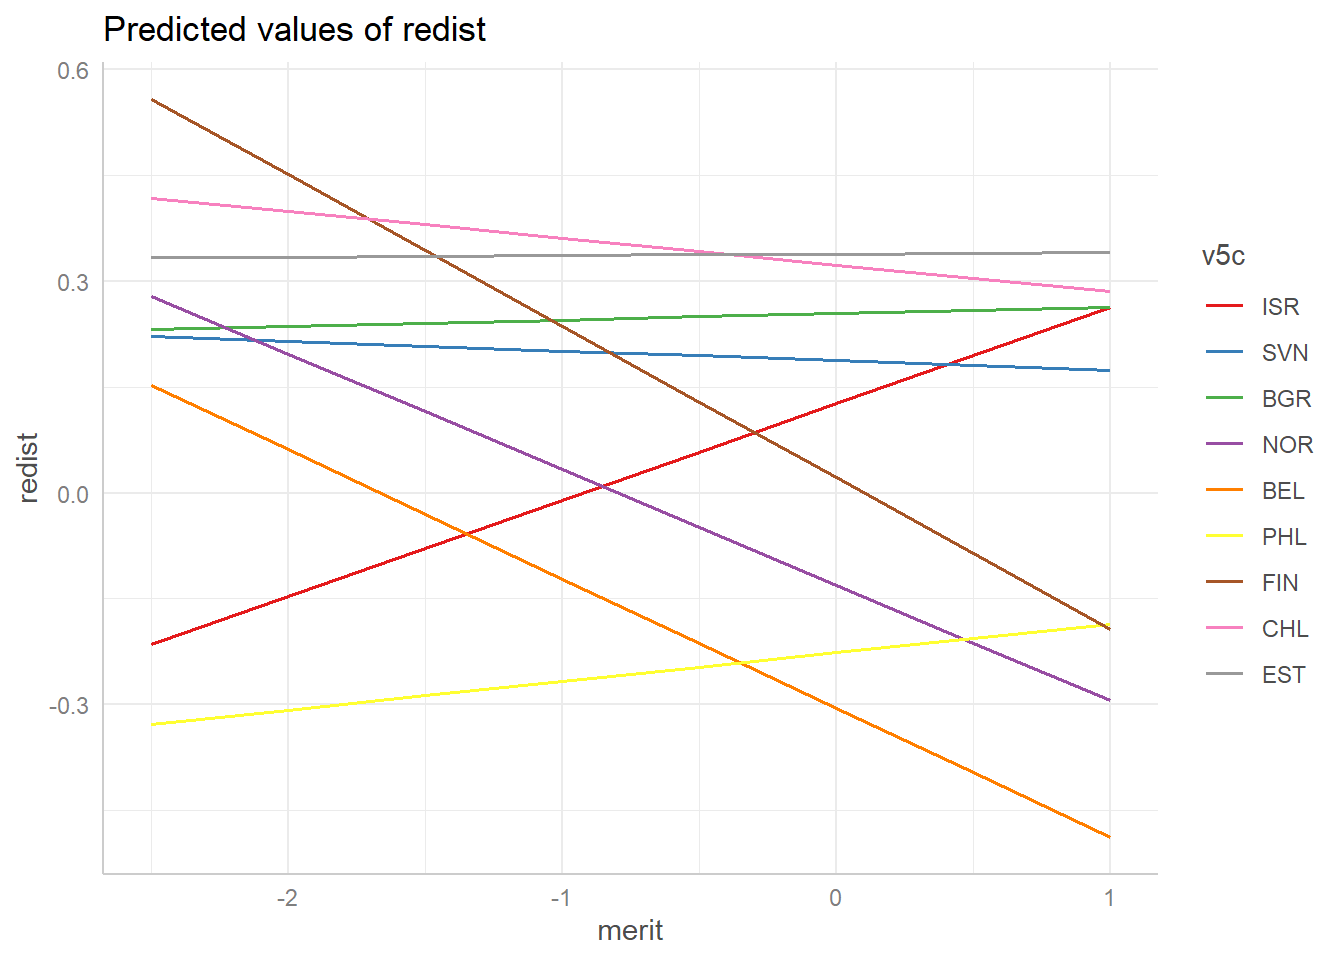 Predicted values of redist
0.6
0.3
0.0
-0.3
redist
-2
-1
0
1
merit
v5c
ISR
SVN
BGR
NOR
BEL
PHL
FIN
CHL
EST